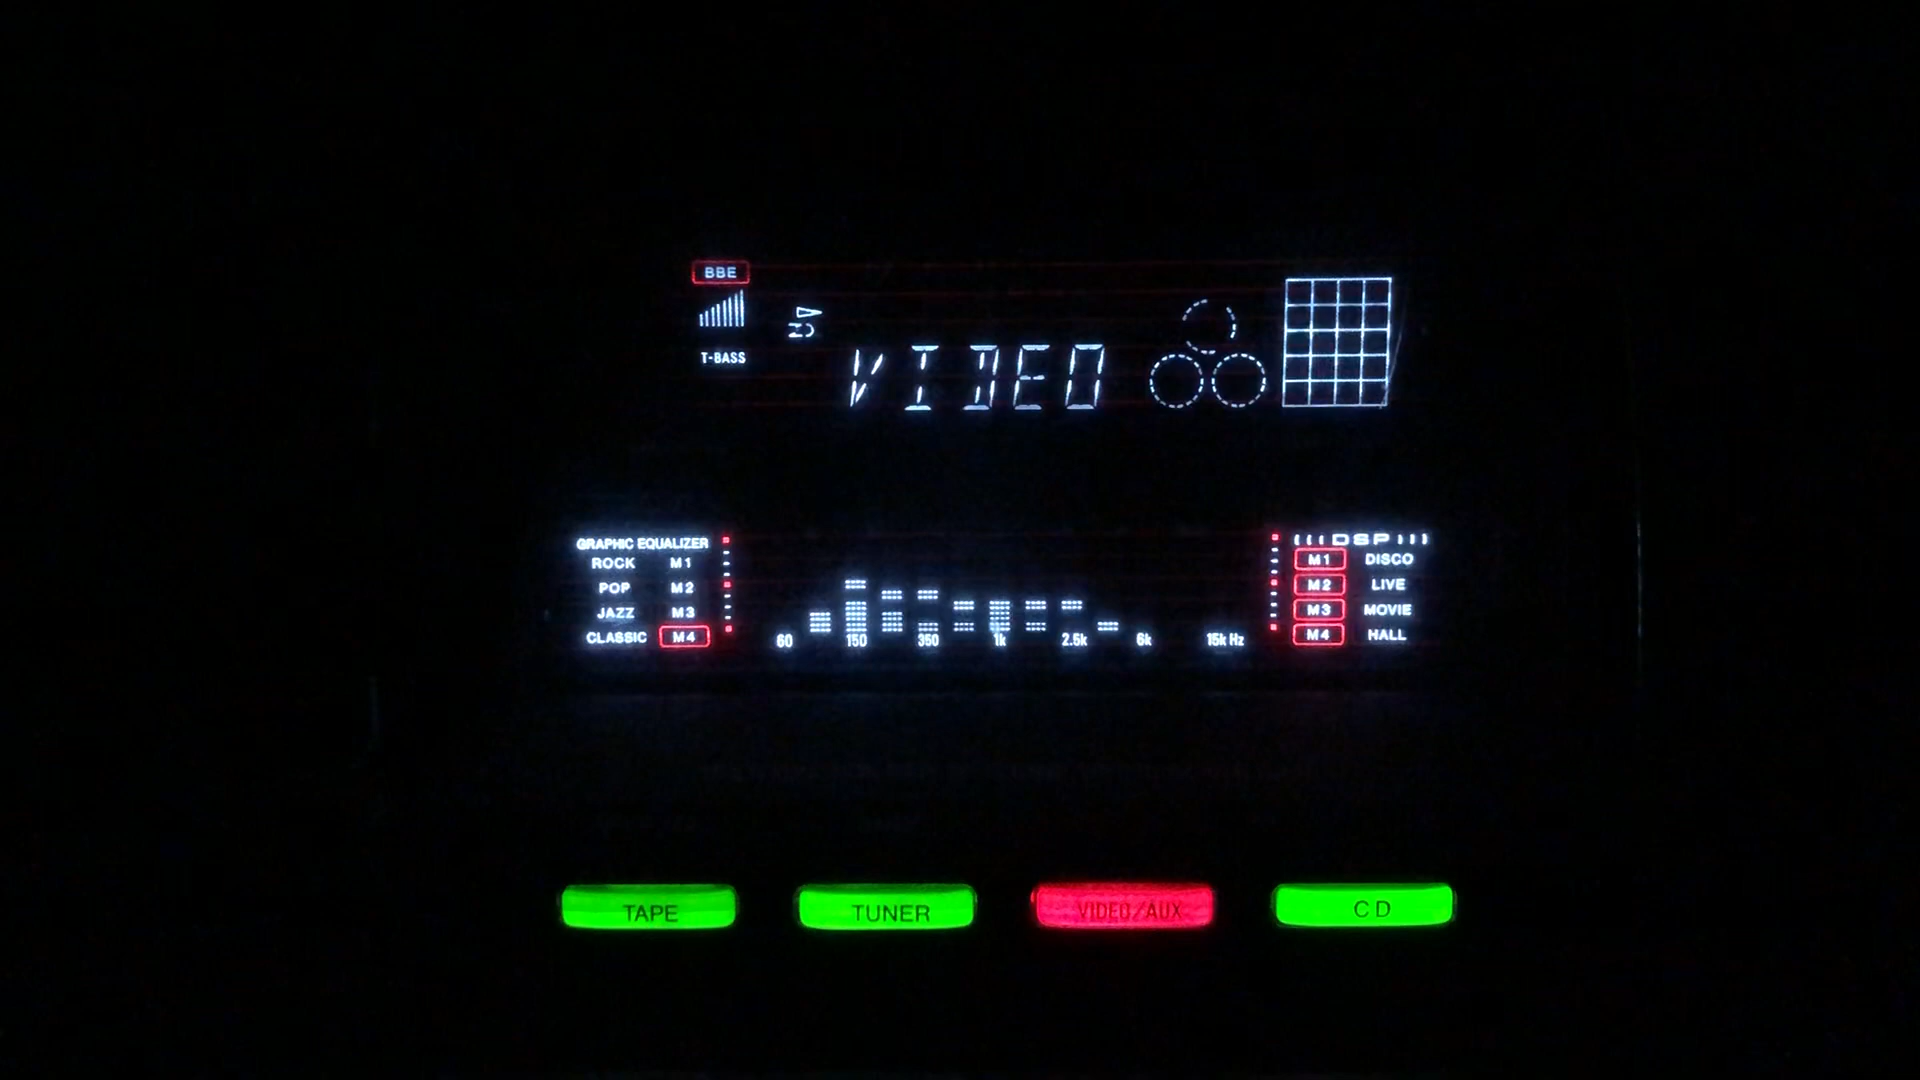 BBE
T-BASS
VIDEO
GRAPHIC EQUALIZER
ROCK M1
POP M2
JAZZ M3
CLASSIC M4
60 150 350 1k 2.5k 6k 15k Hz
DSP
M1 DISCO
M2 LIVE
M3 MOVIE
M4 HALL
TAPE TUNER VIDEO/AUX CD